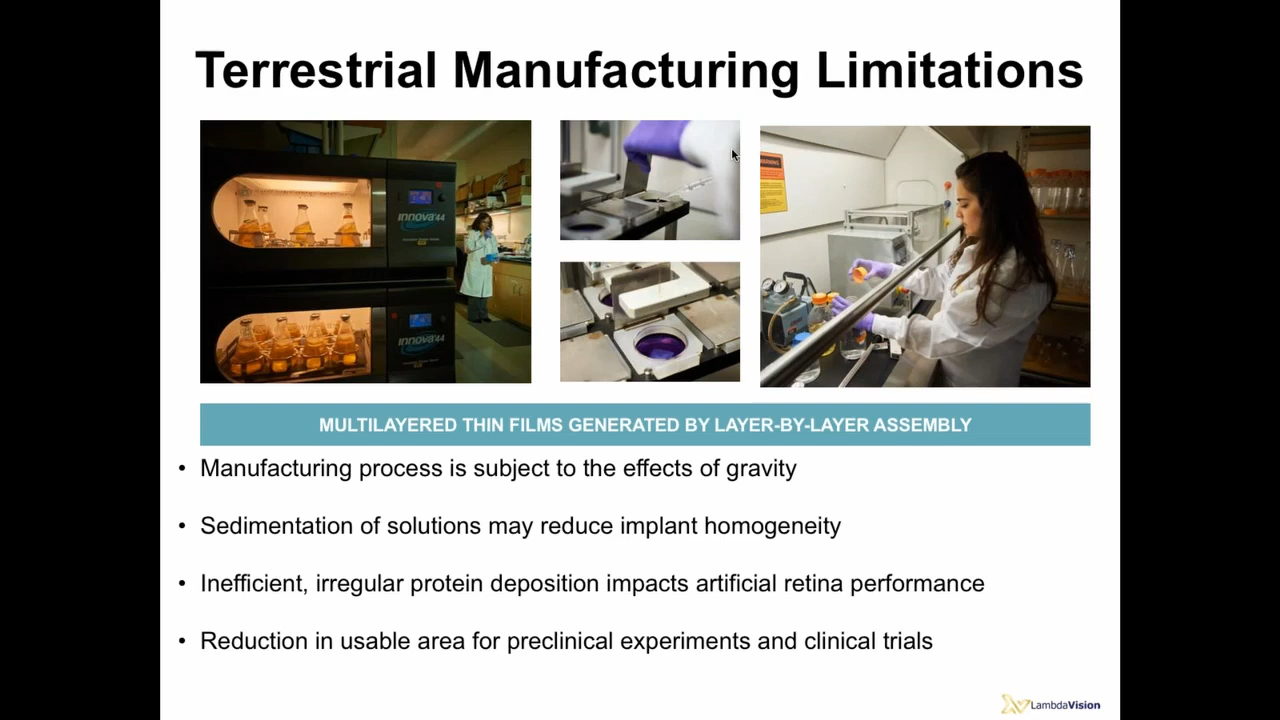 Terrestrial Manufacturing Limitations
innova 44
innova 44
WARNING
MULTILAYERED THIN FILMS GENERATED BY LAYER-BY-LAYER ASSEMBLY
• Manufacturing process is subject to the effects of gravity
• Sedimentation of solutions may reduce implant homogeneity
• Inefficient, irregular protein deposition impacts artificial retina performance
• Reduction in usable area for preclinical experiments and clinical trials
LambdaVision